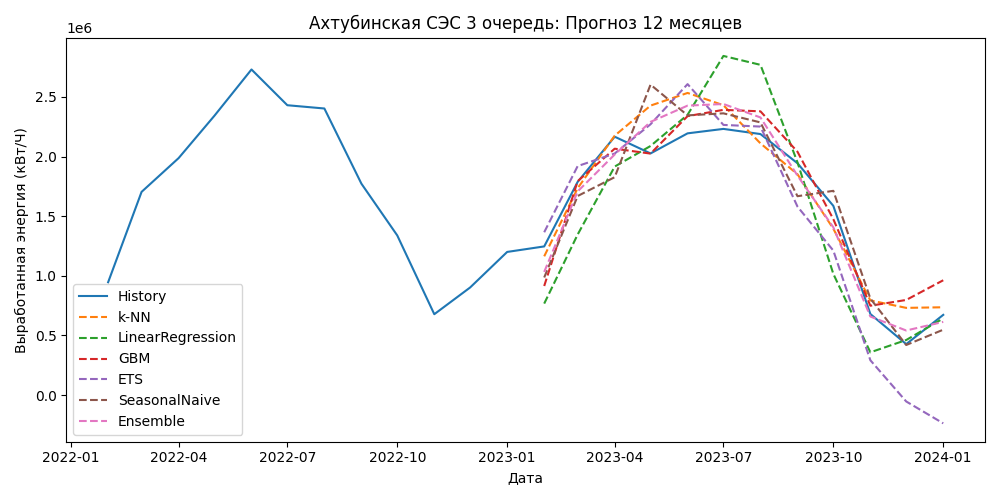 Ахтубинская СЭС 3 очередь: Прогноз 12 месяцев
1e6
Выработанная энергия (кВт/Ч)
2.5
2.0
1.5
1.0
0.5
0.0
History
k-NN
LinearRegression
GBM
ETS
SeasonalNaive
Ensemble
2022-01 2022-04 2022-07 2022-10 2023-01 2023-04 2023-07 2023-10 2024-01
Дата